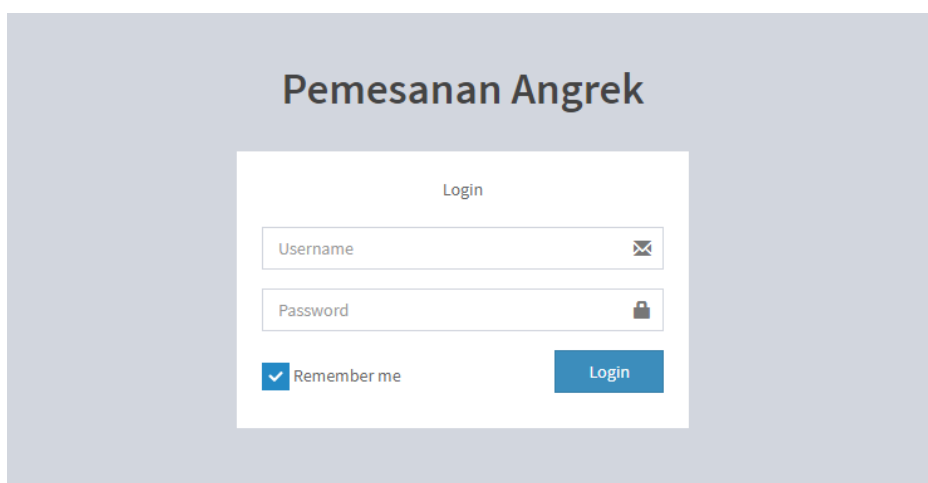 Pemesanan Angrek
Login
Username
Password
Remember me
Login